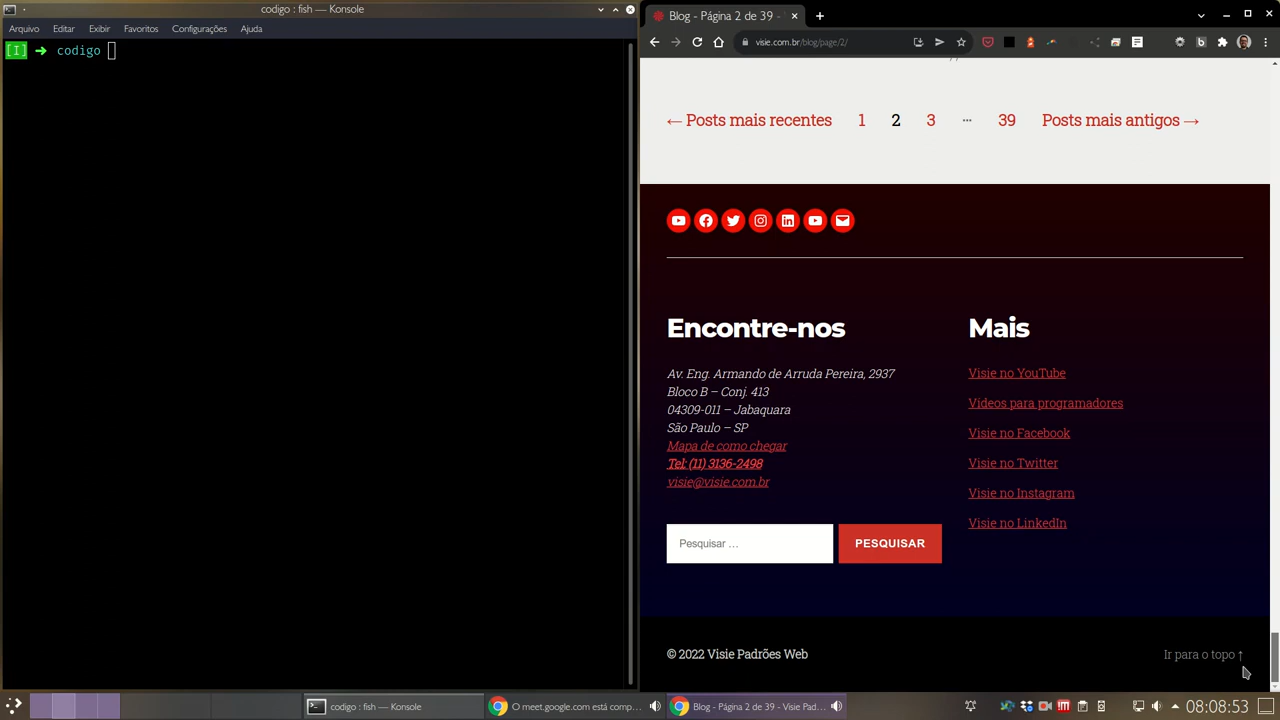 codigo : fish — Konsole
Arquivo Editar Exibir Favoritos Configurações Ajuda
[I] ➜ codigo
Blog - Página 2 de 39 -
visie.com.br/blog/page/2/
← Posts mais recentes 1 2 3 ... 39 Posts mais antigos →
Encontre-nos
Av. Eng. Armando de Arruda Pereira, 2937
Bloco B – Conj. 413
04309-011 – Jabaquara
São Paulo – SP
Mapa de como chegar
Tel: (11) 3136-2498
visie@visie.com.br
Pesquisar …
PESQUISAR
Mais
Visie no YouTube
Vídeos para programadores
Visie no Facebook
Visie no Twitter
Visie no Instagram
Visie no LinkedIn
© 2022 Visie Padrões Web
Ir para o topo ↑
codigo : fish — Konsole
O meet.google.com está comp…
Blog - Página 2 de 39 - Visie Pad…
08:08:53